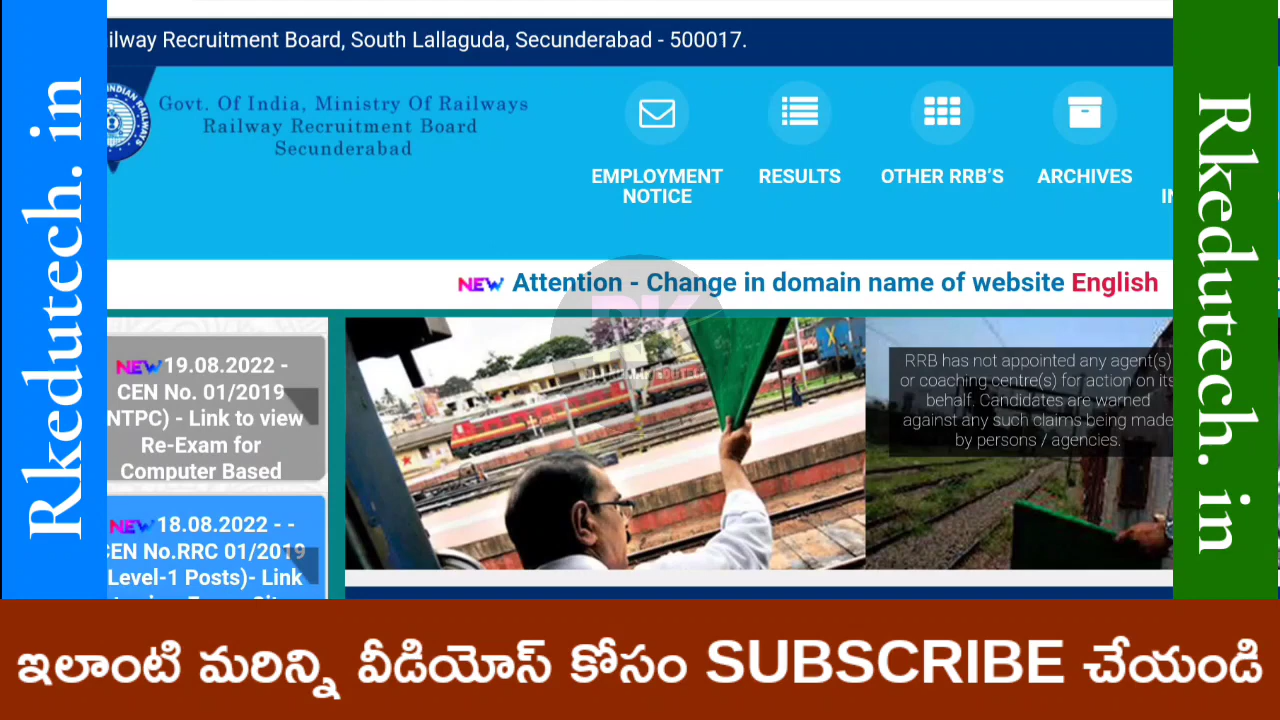 Rkedutech. in
ilway Recruitment Board, South Lallaguda, Secunderabad - 500017.
INDIAN RAILWAYS
Govt. Of India, Ministry Of Railways
Railway Recruitment Board
Secunderabad
EMPLOYMENT
NOTICE
RESULTS
OTHER RRB'S
ARCHIVES
NEW Attention - Change in domain name of website English
NEW 19.08.2022 -
CEN No. 01/2019
NTPC) - Link to view
Re-Exam for
Computer Based
NEW 18.08.2022 - -
CEN No.RRC 01/2019
Level-1 Posts)- Link
RK
RRB has not appointed any agent(s)
or coaching centre(s) for action on its
behalf. Candidates are warned
against any such claims being made
by persons / agencies.
Rkedutech. in
ఇలాంటి మరిన్ని వీడియోస్ కోసం SUBSCRIBE చేయండి